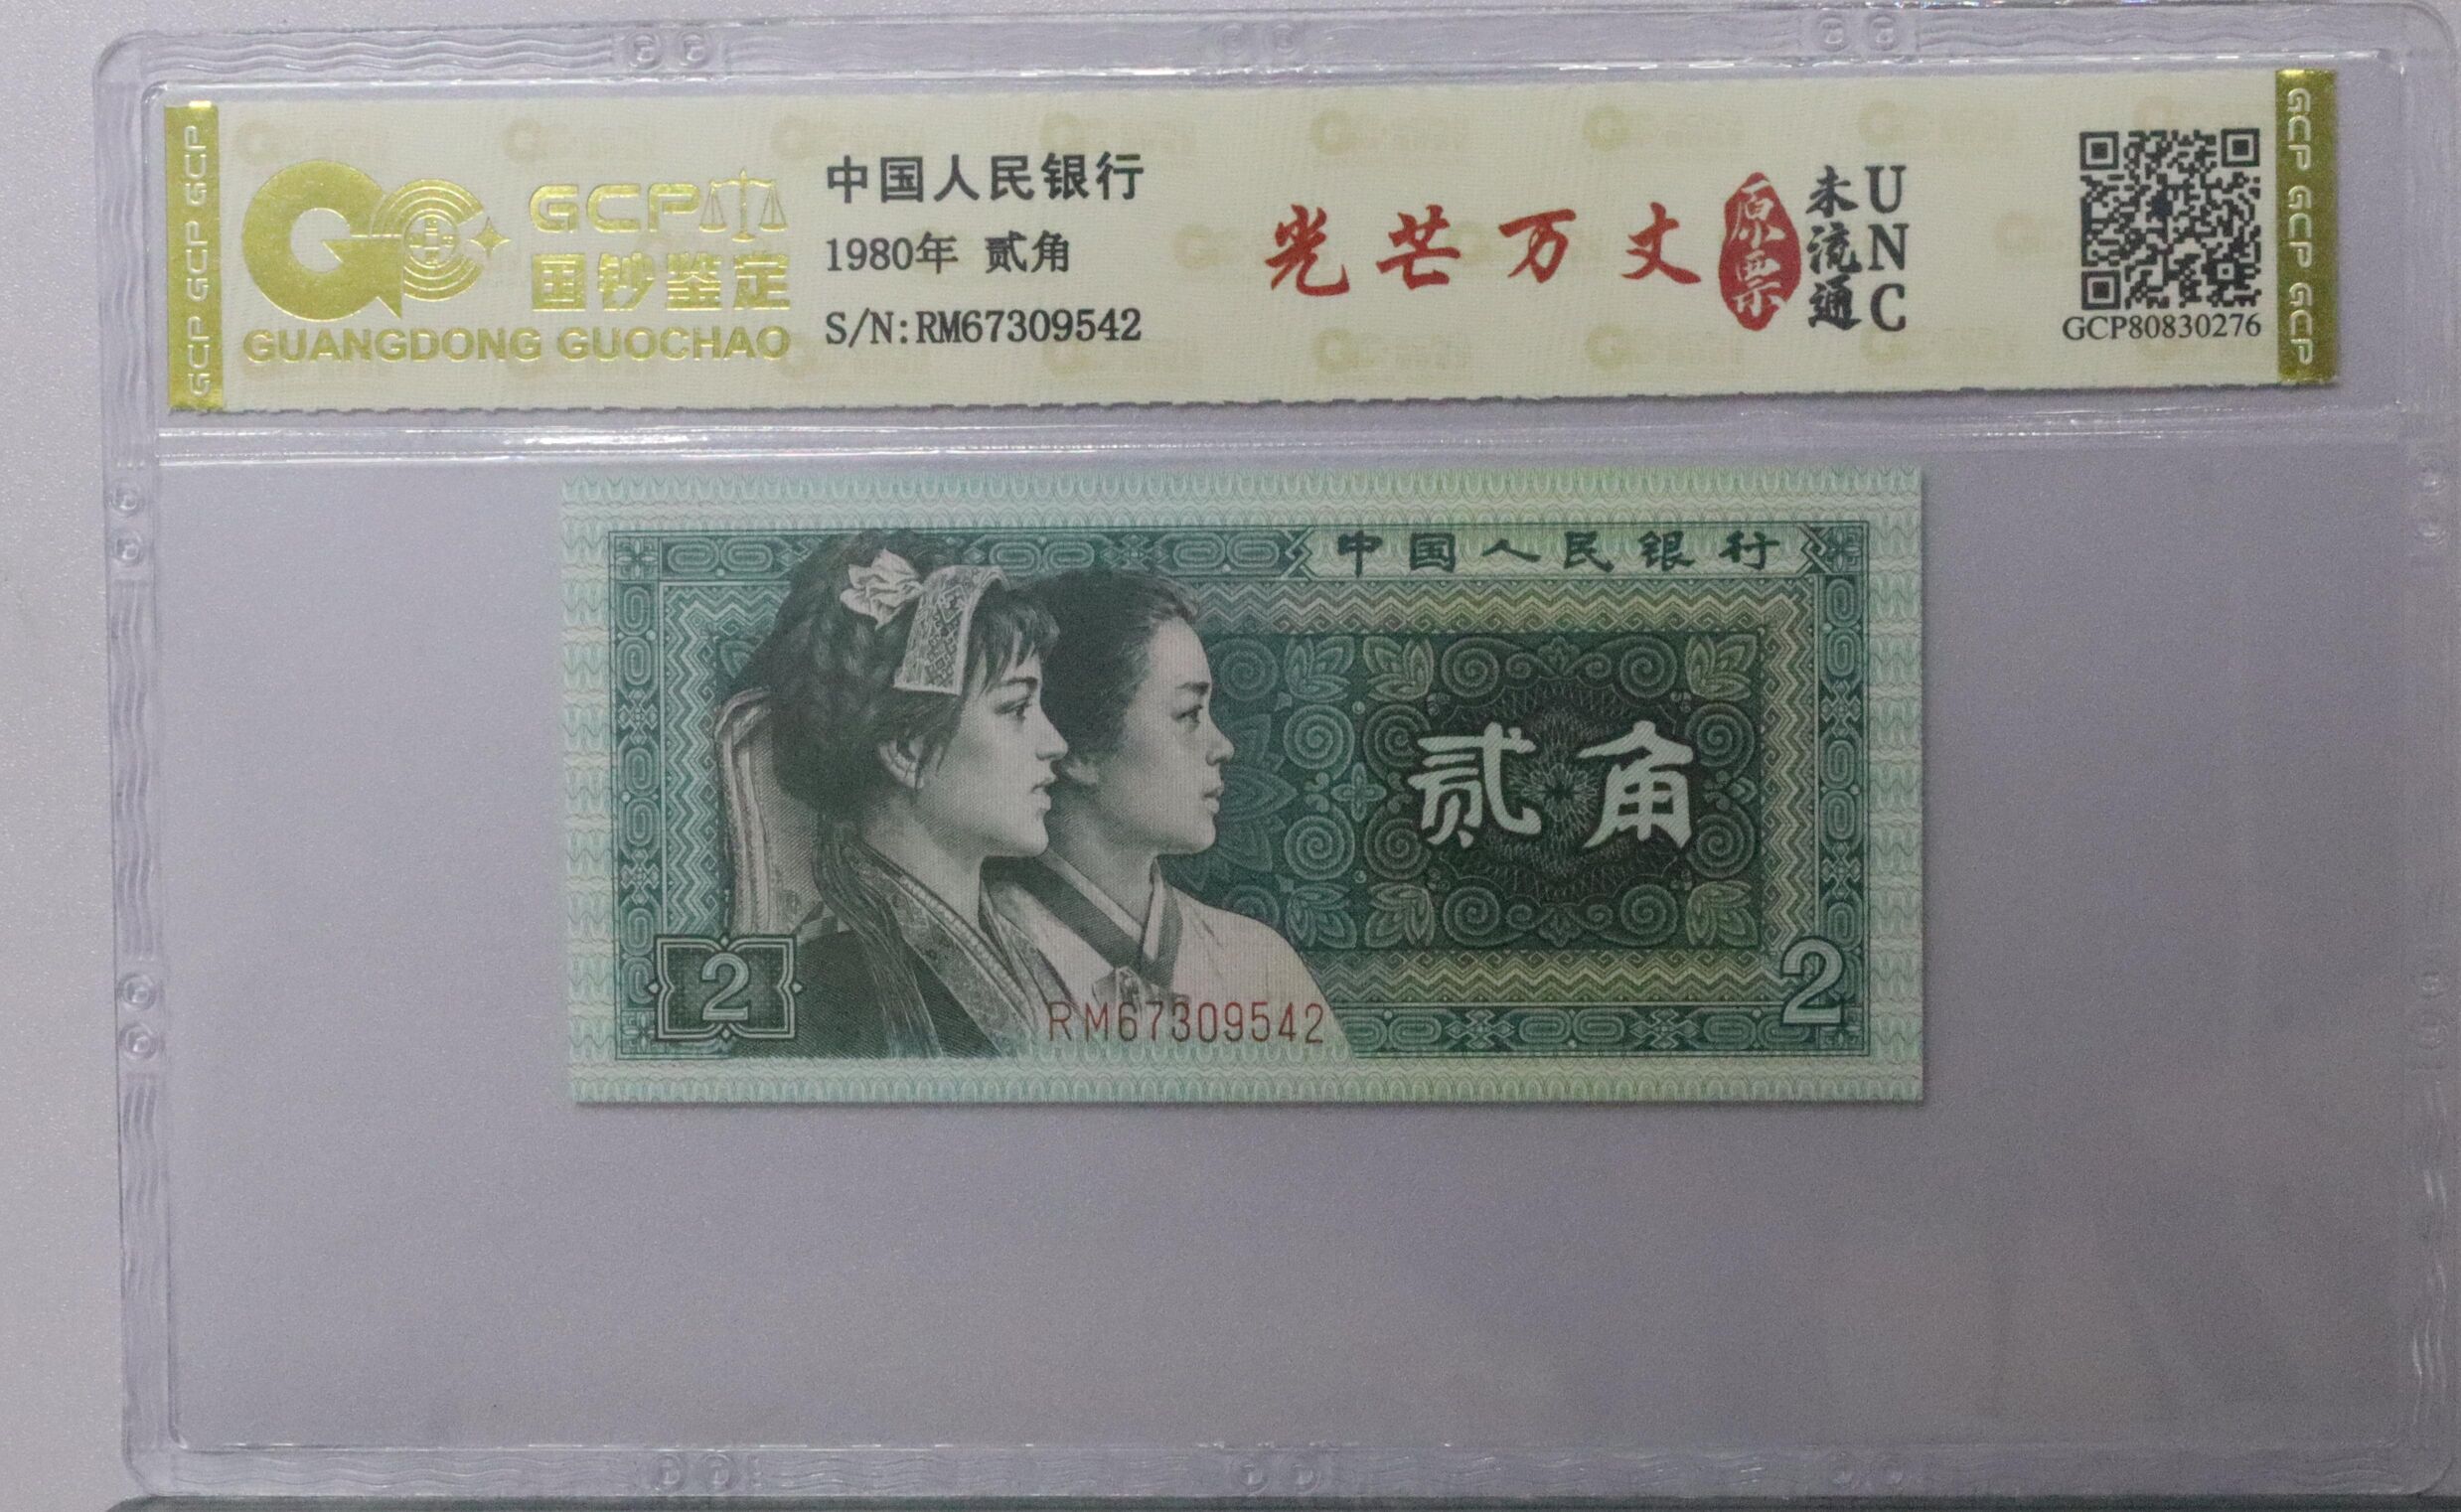 GCP GCP GCP
GCP
国钞鉴定
GUANGDONG GUOCHAO
中国人民银行
1980年 贰角
S/N:RM67309542
光芒万丈
原票
未流通
UNC
GCP80830276
GCP GCP GCP
中国人民银行
贰角
2
RM67309542
2